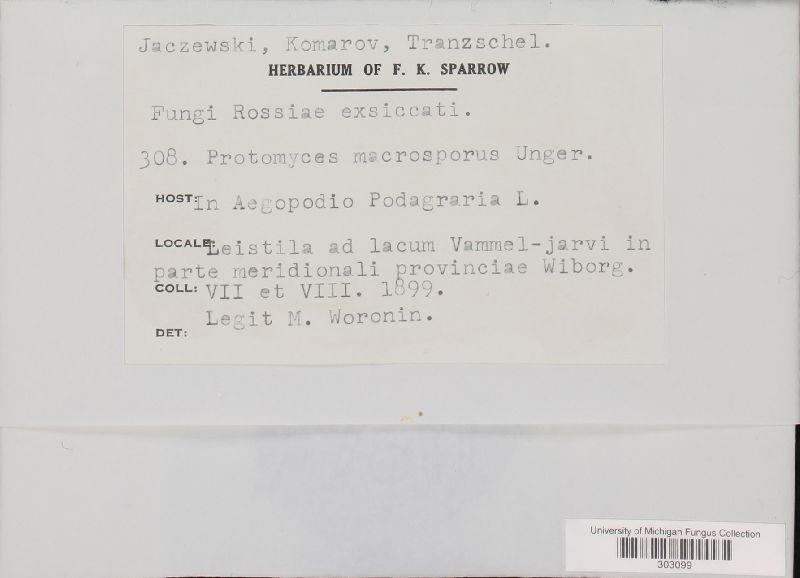 Jaczewski, Komarov, Tranzschel.
HERBARIUM OF F. K. SPARROW
Fungi Rossiae exsiccati.
308. Protomyces macrosporus Unger.
HOST: In Aegopodio Podagraria L.
LOCALE: Leistila ad lacum Vammel-jarvi in
parte meridionali provinciae Wiborg.
COLL: VII et VIII. 1899.
Legit M. Woronin.
DET:
University of Michigan Fungus Collection
303099